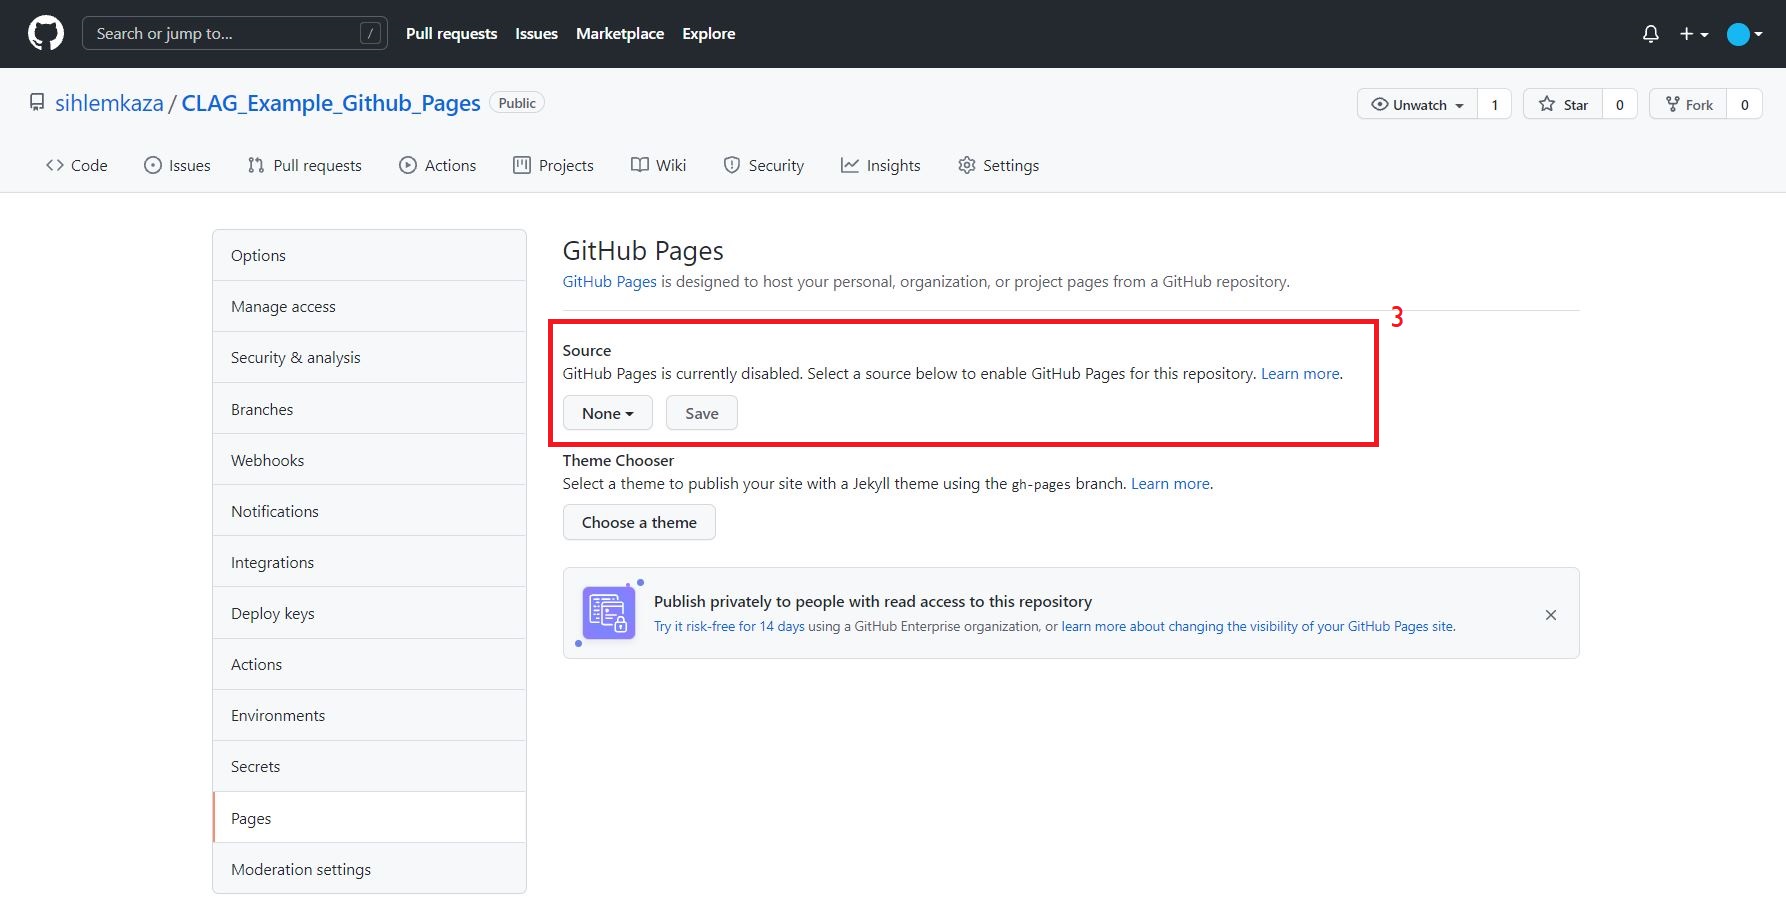 Search or jump to... /
Pull requests Issues Marketplace Explore
sihlemkaza / CLAG_Example_Github_Pages Public
Unwatch 1 Star 0 Fork 0
Code Issues Pull requests Actions Projects Wiki Security Insights Settings
Options
Manage access
Security & analysis
Branches
Webhooks
Notifications
Integrations
Deploy keys
Actions
Environments
Secrets
Pages
Moderation settings
GitHub Pages
GitHub Pages is designed to host your personal, organization, or project pages from a GitHub repository.
3
Source
GitHub Pages is currently disabled. Select a source below to enable GitHub Pages for this repository. Learn more.
None Save
Theme Chooser
Select a theme to publish your site with a Jekyll theme using the gh-pages branch. Learn more.
Choose a theme
Publish privately to people with read access to this repository
Try it risk-free for 14 days using a GitHub Enterprise organization, or learn more about changing the visibility of your GitHub Pages site.